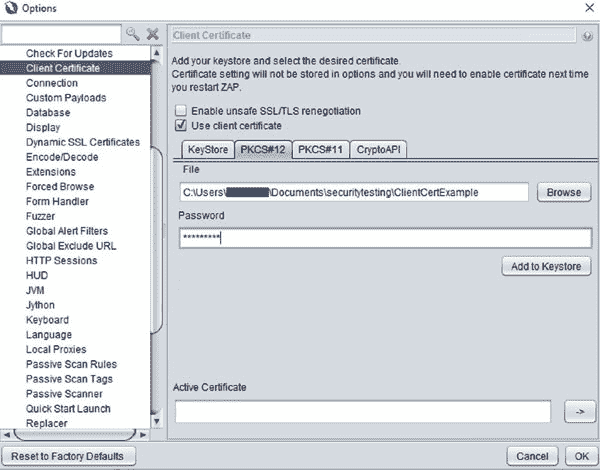 Options
Check For Updates
Client Certificate
Connection
Custom Payloads
Database
Display
Dynamic SSL Certificates
Encode/Decode
Extensions
Forced Browse
Form Handler
Fuzzer
Global Alert Filters
Global Exclude URL
HTTP Sessions
HUD
JVM
Jython
Keyboard
Language
Local Proxies
Passive Scan Rules
Passive Scan Tags
Passive Scanner
Quick Start Launch
Replacer
Client Certificate
Add your keystore and select the desired certificate.
Certificate setting will not be stored in options and you will need to enable certificate next time
you restart ZAP.
Enable unsafe SSL/TLS renegotiation
Use client certificate
KeyStore PKCS#12 PKCS#11 CryptoAPI
File
C:\Users\ \Documents\securitytesting\ClientCertExample Browse
Password
*********
Add to Keystore
Active Certificate
->
Reset to Factory Defaults Cancel OK